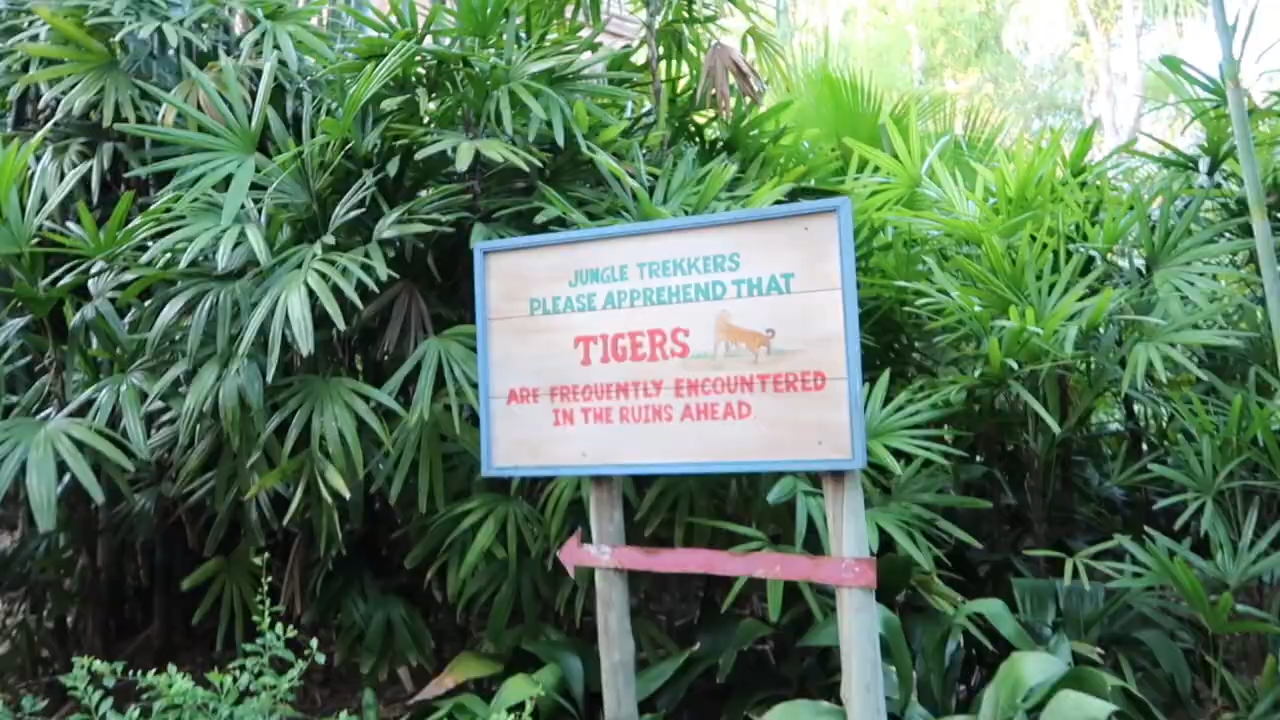 JUNGLE TREKKERS
PLEASE APPREHEND THAT
TIGERS
ARE FREQUENTLY ENCOUNTERED
IN THE RUINS AHEAD